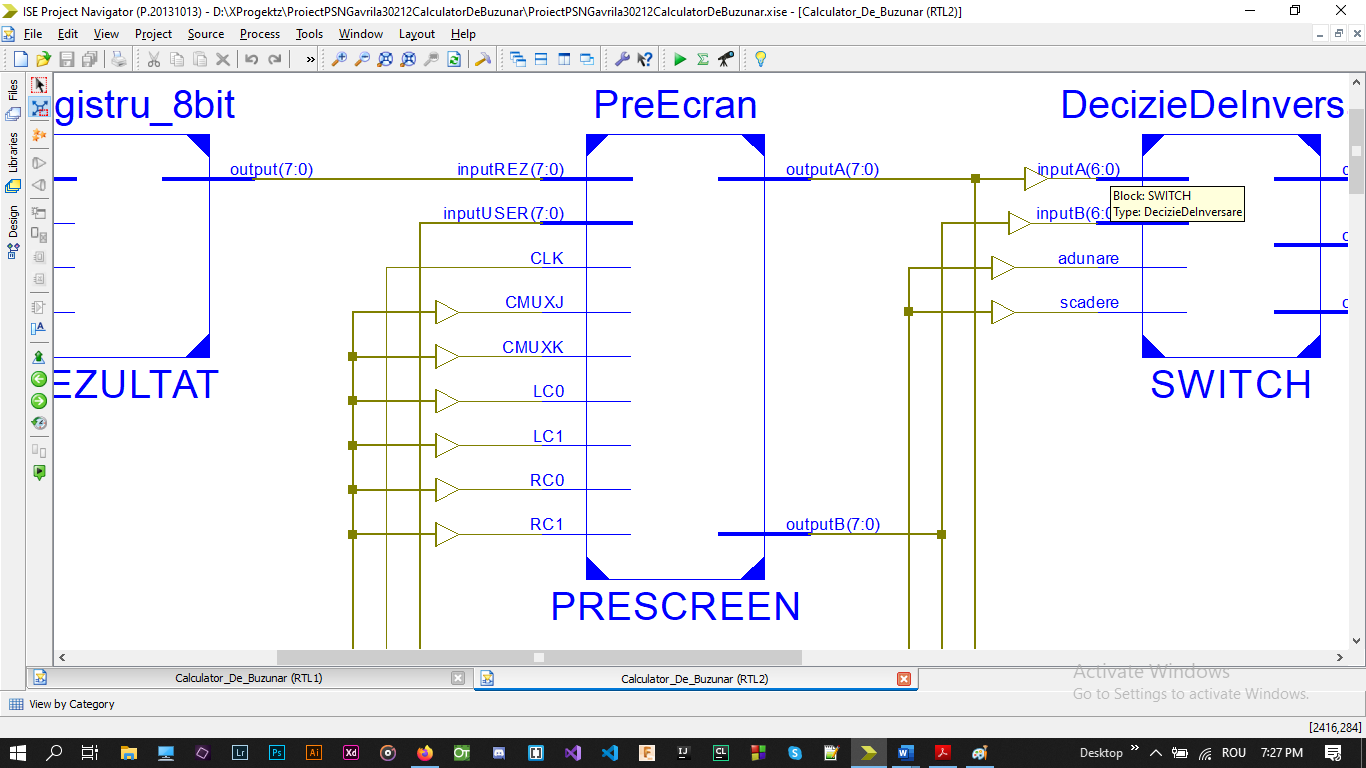 ISE Project Navigator (P.20131013) - D:\XProgektz\ProiectPSNGavrila30212CalculatorDeBuzunar\ProiectPSNGavrila30212CalculatorDeBuzunar.xise - [Calculator_De_Buzunar (RTL2)]
File Edit View Project Source Process Tools Window Layout Help
Files
Libraries
Design
gistru_8bit
output(7:0)
EZULTAT
PreEcran
inputREZ(7:0)
inputUSER(7:0)
CLK
CMUXJ
CMUXK
LC0
LC1
RC0
RC1
outputA(7:0)
outputB(7:0)
PRESCREEN
DecizieDeInvers
inputA(6:0)
inputB(6:0
adunare
scadere
SWITCH
Block: SWITCH
Type: DecizieDeInversare
Calculator_De_Buzunar (RTL1)
Calculator_De_Buzunar (RTL2)
Activate Windows
Go to Settings to activate Windows.
View by Category
[2416,284]
Desktop
ROU
7:27 PM